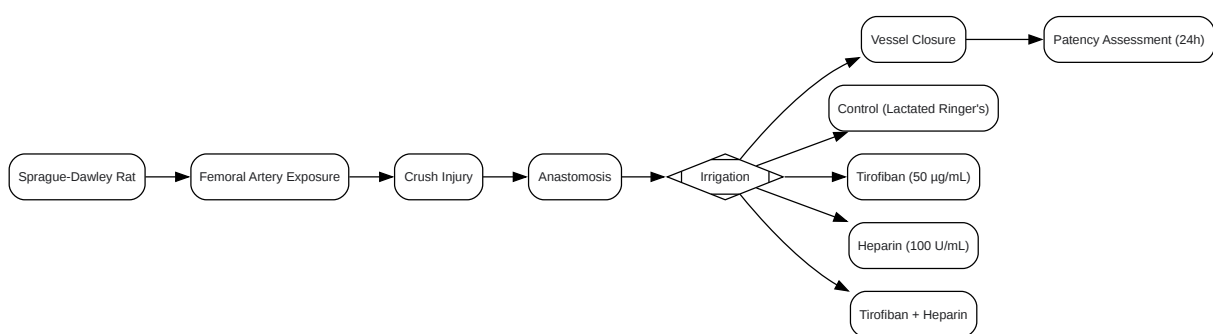 Vessel Closure
Patency Assessment (24h)
Control (Lactated Ringer's)
Sprague-Dawley Rat
Femoral Artery Exposure
Crush Injury
Anastomosis
Irrigation
Tirofiban (50 µg/mL)
Heparin (100 U/mL)
Tirofiban + Heparin